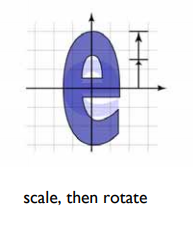 e
scale, then rotate